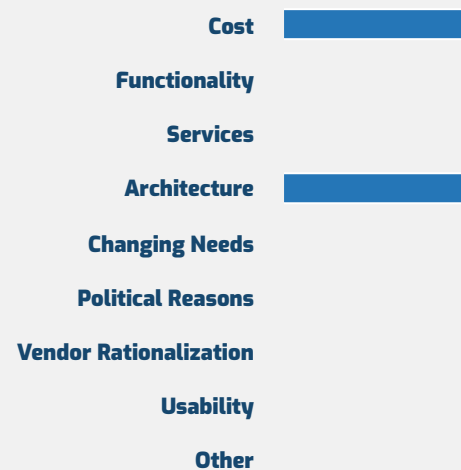 Cost
Functionality
Services
Architecture
Changing Needs
Political Reasons
Vendor Rationalization
Usability
Other